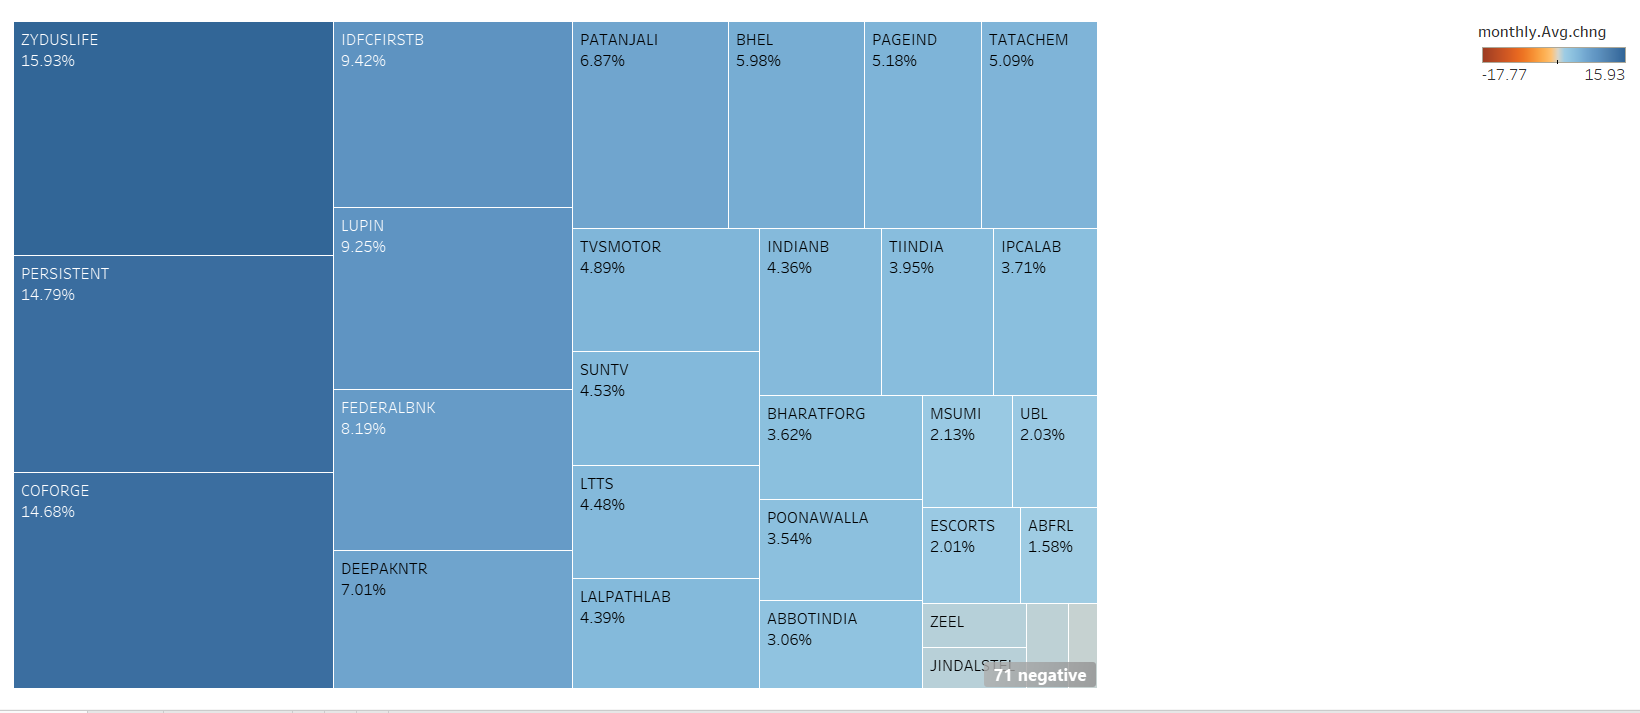 ZYDUSLIFE
15.93%
PERSISTENT
14.79%
COFORGE
14.68%
IDFCFIRSTB
9.42%
LUPIN
9.25%
FEDERALBNK
8.19%
DEEPAKNTR
7.01%
PATANJALI
6.87%
BHEL
5.98%
PAGEIND
5.18%
TATACHEM
5.09%
TVSMOTOR
4.89%
SUNTV
4.53%
LTTS
4.48%
LALPATHLAB
4.39%
INDIANB
4.36%
TIINDIA
3.95%
IPCALAB
3.71%
BHARATFORG
3.62%
POONAWALLA
3.54%
ABBOTINDIA
3.06%
MSUMI
2.13%
UBL
2.03%
ESCORTS
2.01%
ABFRL
1.58%
ZEEL
JINDALSTEL
71 negative
monthly.Avg.chng
-17.77 15.93